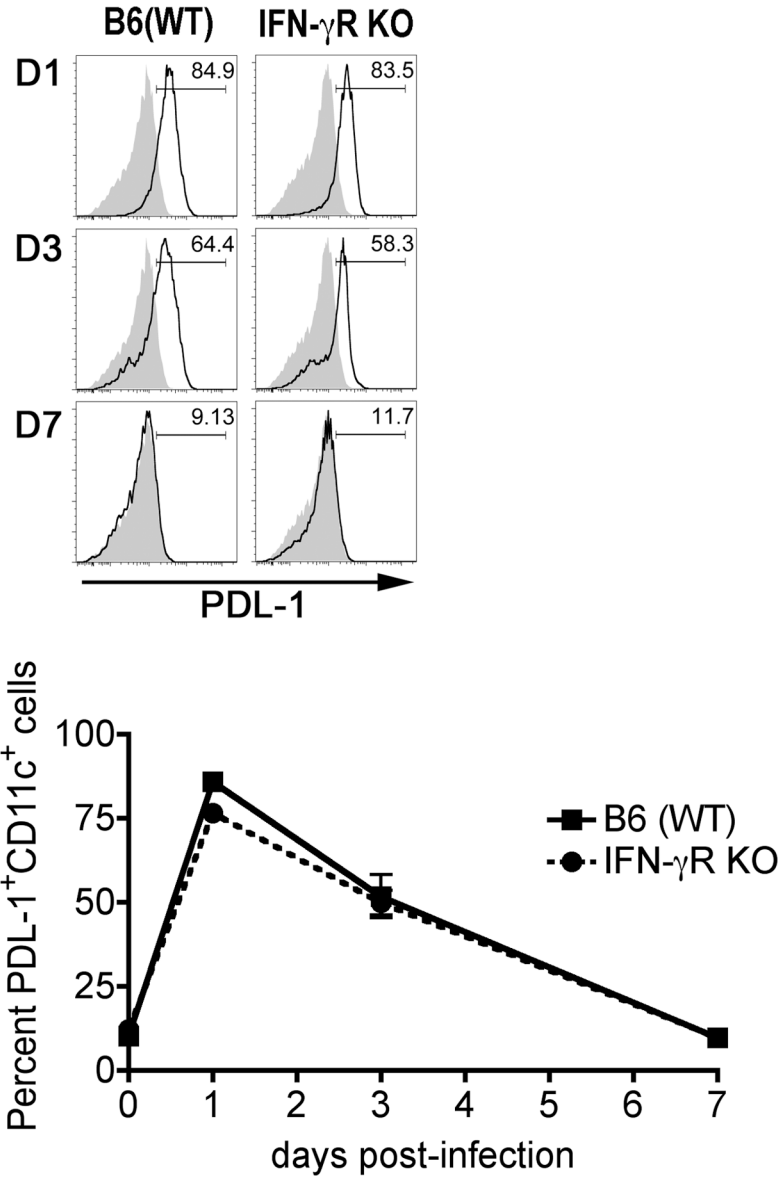 B6(WT) IFN-γR KO
D1 84.9 83.5
D3 64.4 58.3
D7 9.13 11.7
PDL-1
Percent PDL-1⁺CD11c⁺ cells
100
75
50
25
0
B6 (WT)
IFN-γR KO
0 1 2 3 4 5 6 7
days post-infection